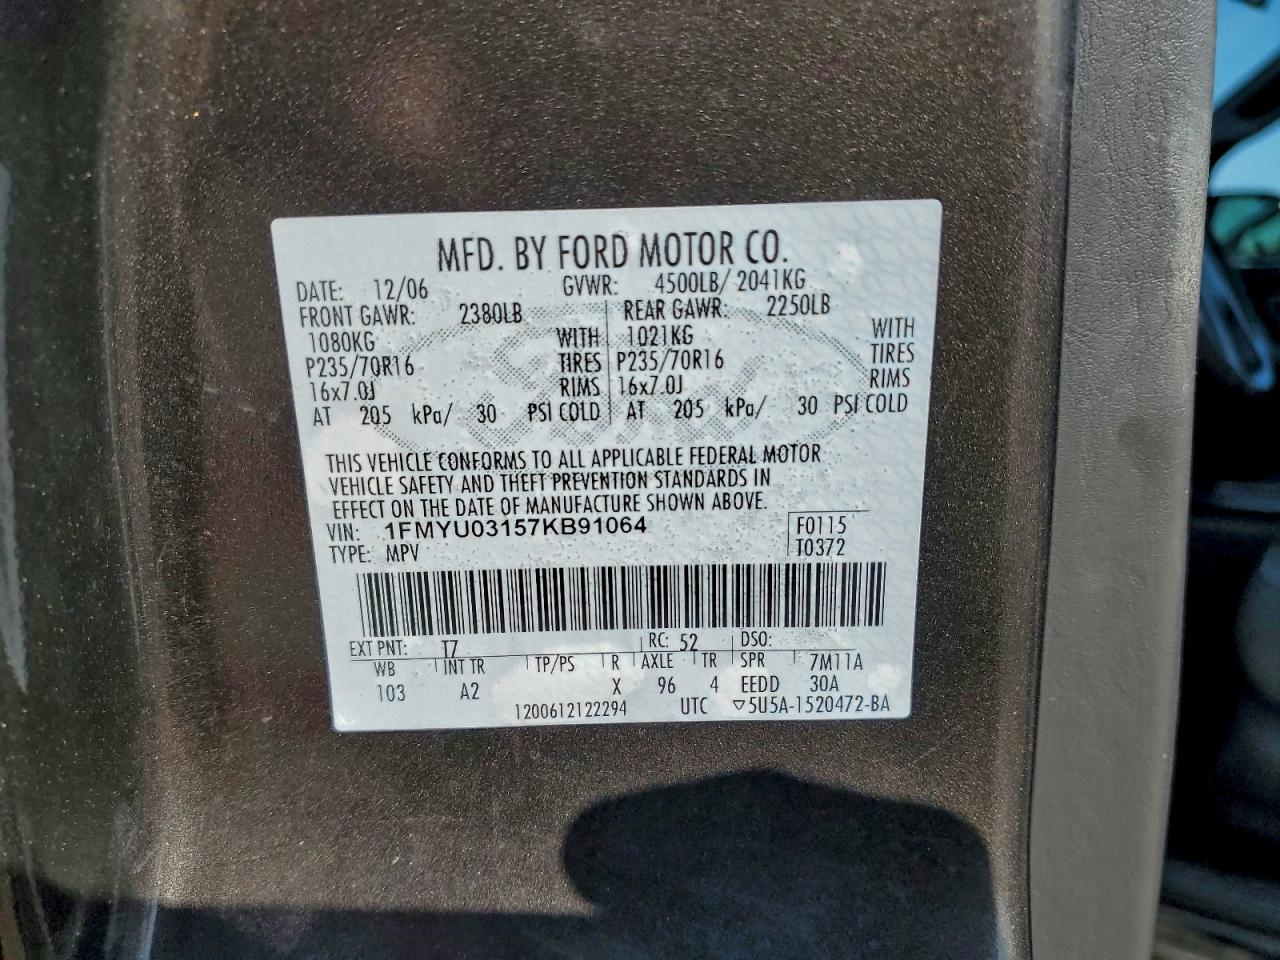 MFD. BY FORD MOTOR CO.
DATE: 12/06 GVWR: 4500LB/ 2041KG
FRONT GAWR: 2380LB REAR GAWR: 2250LB
1080KG WITH 1021KG WITH
P235/70R16 TIRES P235/70R16 TIRES
16x7.0J RIMS 16x7.0J RIMS
AT 205 kPa/ 30 PSI COLD AT 205 kPa/ 30 PSI COLD
THIS VEHICLE CONFORMS TO ALL APPLICABLE FEDERAL MOTOR
VEHICLE SAFETY AND THEFT PREVENTION STANDARDS IN
EFFECT ON THE DATE OF MANUFACTURE SHOWN ABOVE.
VIN: 1FMYU03157KB91064 F0115
TYPE: MPV T0372
EXT PNT: T7 RC: 52 DSO:
WB INT TR TP/PS R AXLE TR SPR 7M11A
103 A2 X 96 4 EEDD 30A
1200612122294 UTC ▽5U5A-1520472-BA